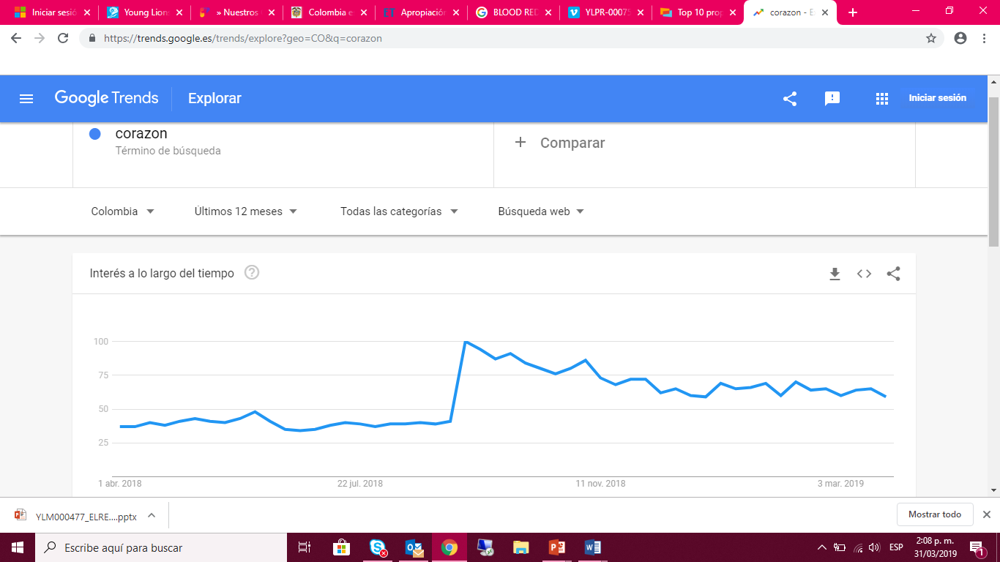 Iniciar sesió
Young Lion
» Nuestros
Colombia e
Apropiación
BLOOD RED
YLPR-00075
Top 10 prop
corazon - E
https://trends.google.es/trends/explore?geo=CO&q=corazon
Google Trends
Explorar
Iniciar sesión
corazon
Término de búsqueda
+ Comparar
Colombia
Últimos 12 meses
Todas las categorías
Búsqueda web
Interés a lo largo del tiempo
100
75
50
25
1 abr. 2018
22 jul. 2018
11 nov. 2018
3 mar. 2019
YLM000477_ELRE....pptx
Mostrar todo
Escribe aquí para buscar
ESP
2:08 p. m.
31/03/2019
1